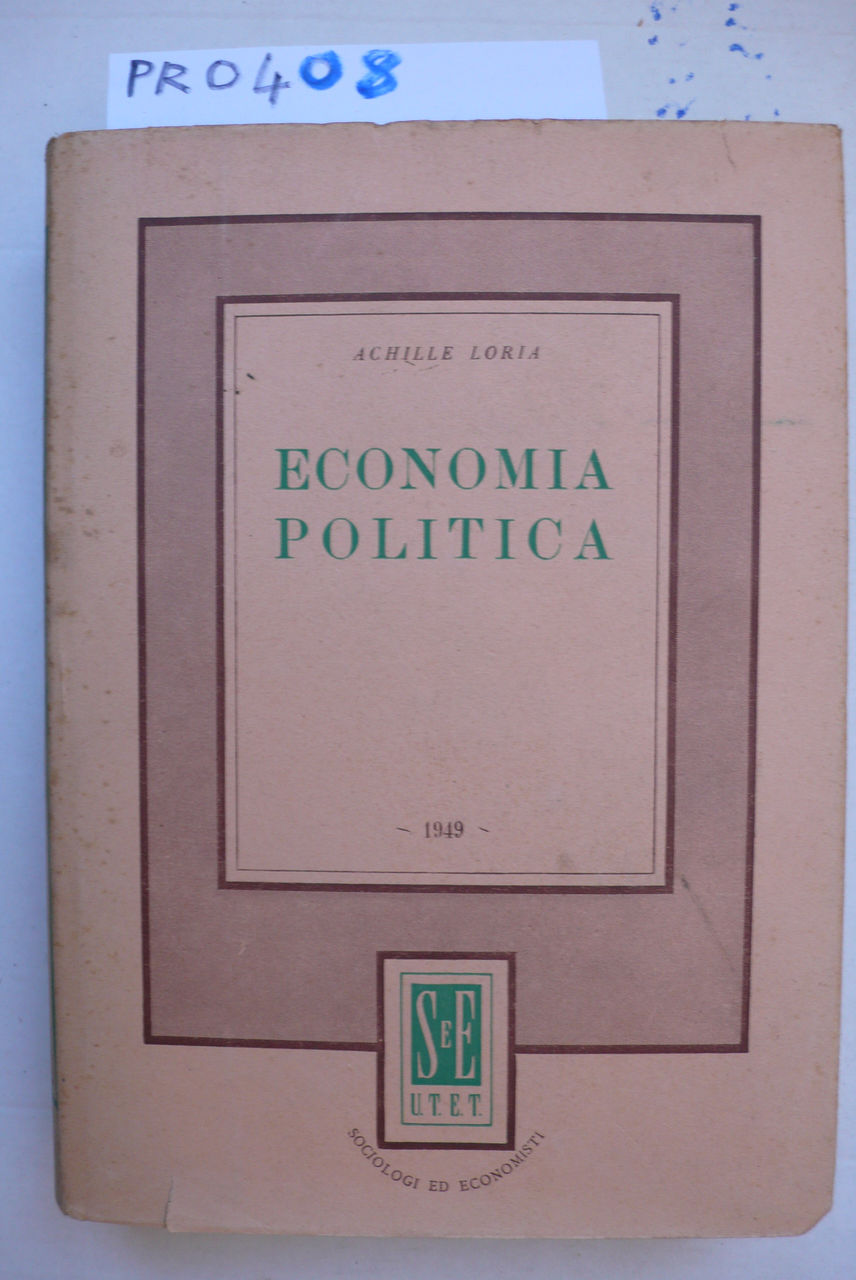 PR0408
ACHILLE LORIA
ECONOMIA
POLITICA
- 1949 -
SEE
U.T.E.T.
SOCIOLOGI ED ECONOMISTI